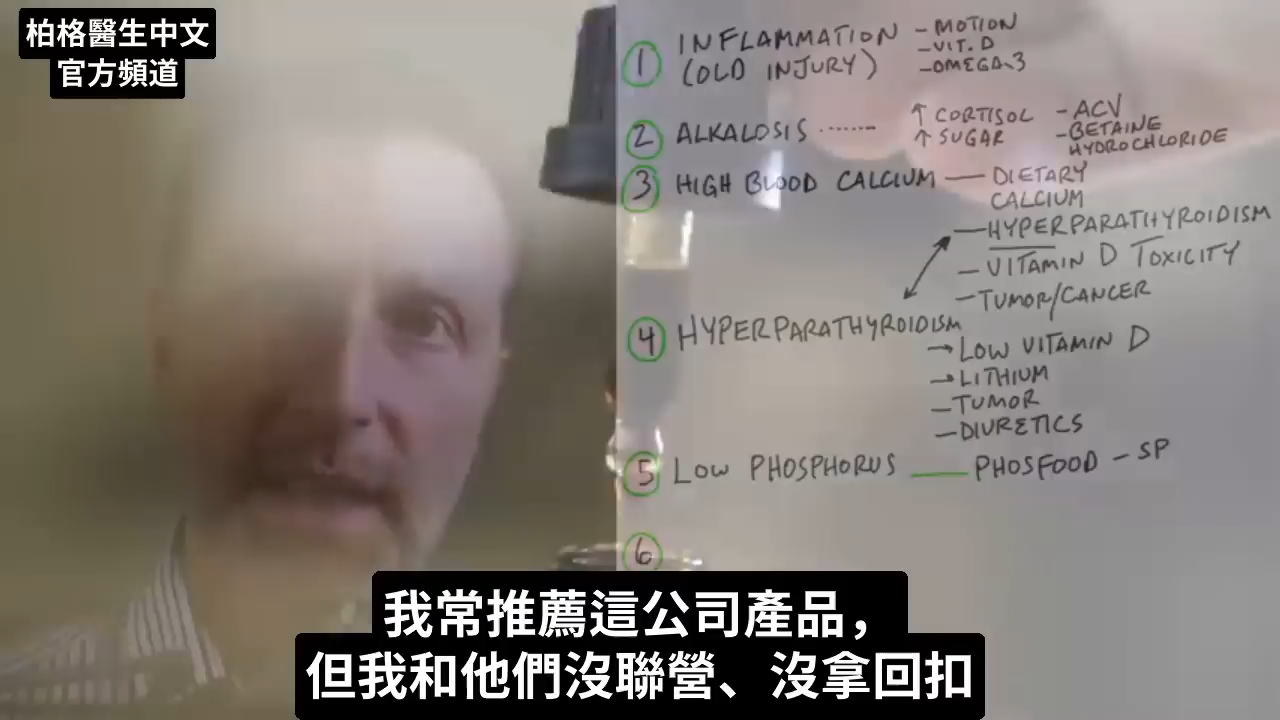 柏格醫生中文
官方頻道
① INFLAMMATION - MOTION
(OLD INJURY) - VIT. D
- OMEGA-3
② ALKALOSIS ....... ↑ CORTISOL - ACV
↑ SUGAR - BETAINE
HYDROCHLORIDE
③ HIGH BLOOD CALCIUM — DIETARY
CALCIUM
— HYPERPARATHYROIDISM
— VITAMIN D TOXICITY
— TUMOR/CANCER
④ HYPERPARATHYROIDISM
→ LOW VITAMIN D
→ LITHIUM
— TUMOR
— DIURETICS
⑤ LOW PHOSPHORUS — PHOSFOOD - SP
⑥
我常推薦這公司產品，
但我和他們沒聯營、沒拿回扣